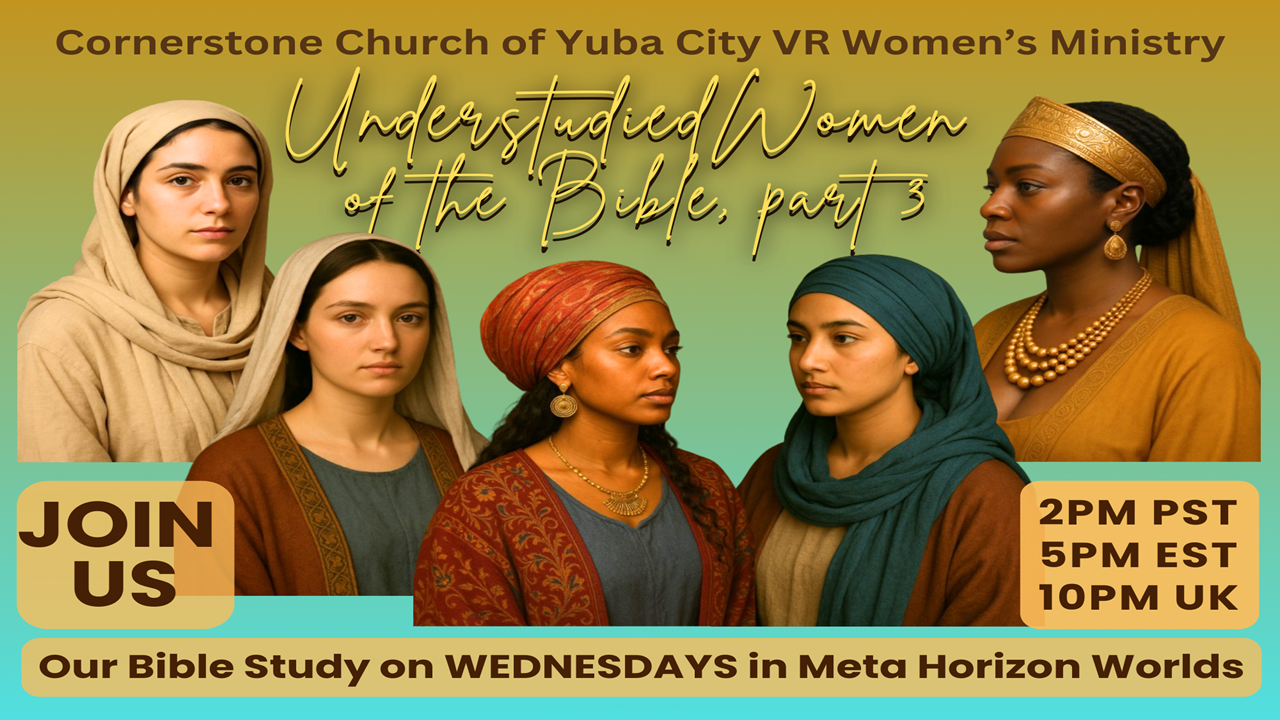 Cornerstone Church of Yuba City VR Women's Ministry
Understudied Women
of the Bible, part 3
JOIN
US
2PM PST
5PM EST
10PM UK
Our Bible Study on WEDNESDAYS in Meta Horizon Worlds